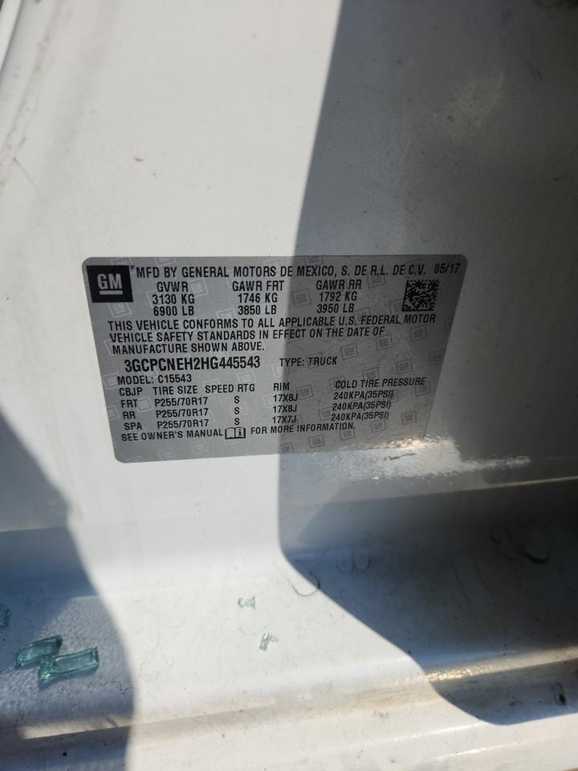 GM MFD BY GENERAL MOTORS DE MEXICO, S. DE R.L. DE C.V. 05/17
GVWR GAWR FRT GAWR RR
3130 KG 1746 KG 1792 KG
6900 LB 3850 LB 3950 LB
THIS VEHICLE CONFORMS TO ALL APPLICABLE U.S. FEDERAL MOTOR
VEHICLE SAFETY STANDARDS IN EFFECT ON THE DATE OF
MANUFACTURE SHOWN ABOVE.
3GCPCNEH2HG445543 TYPE: TRUCK
MODEL: C15543
CBJP TIRE SIZE SPEED RTG RIM COLD TIRE PRESSURE
FRT P255/70R17 S 17X8J 240KPA(35PSI)
RR P255/70R17 S 17X8J 240KPA(35PSI)
SPA P255/70R17 S 17X7J 240KPA(35PSI)
SEE OWNER'S MANUAL FOR MORE INFORMATION.